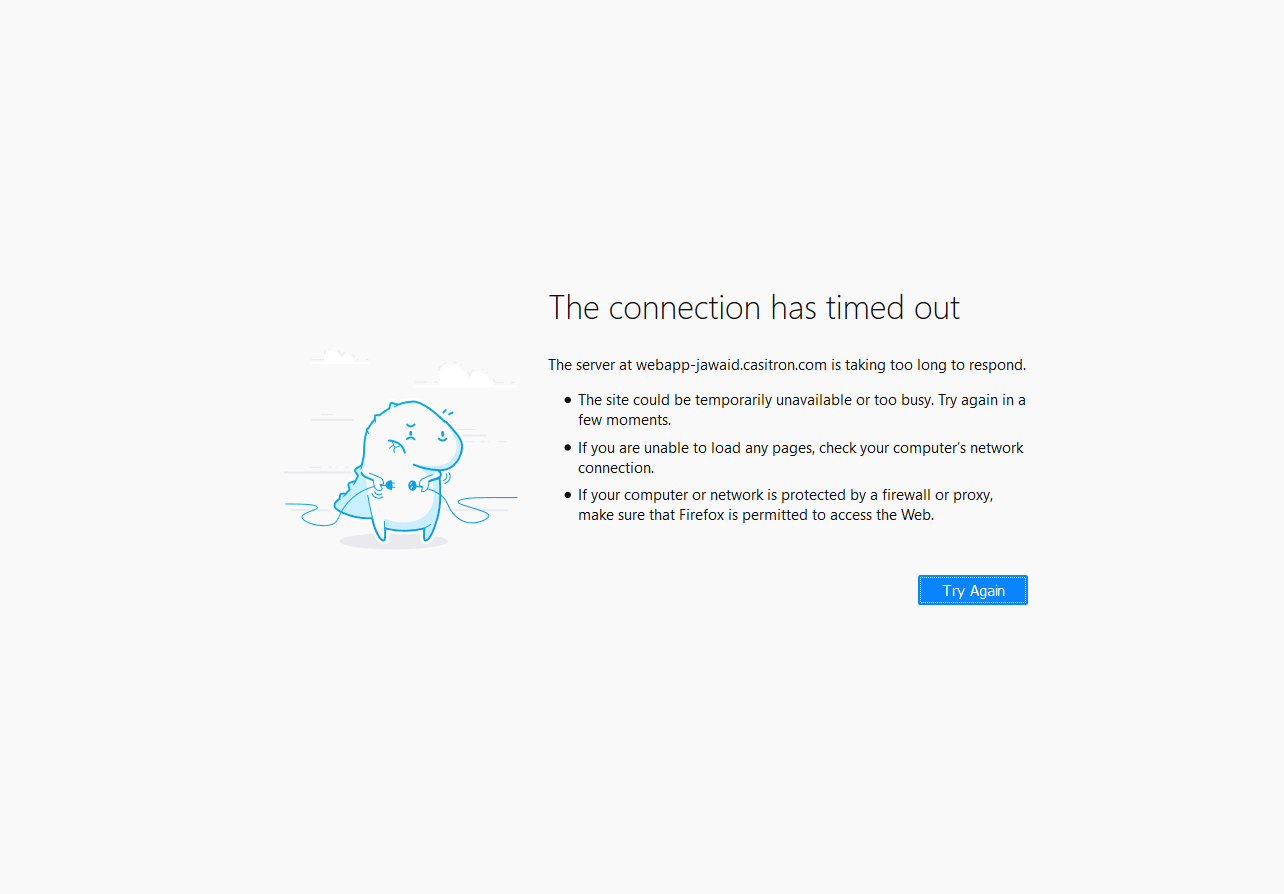 The connection has timed out
The server at webapp-jawaid.casitron.com is taking too long to respond.
• The site could be temporarily unavailable or too busy. Try again in a
few moments.
• If you are unable to load any pages, check your computer’s network
connection.
• If your computer or network is protected by a firewall or proxy,
make sure that Firefox is permitted to access the Web.
Try Again